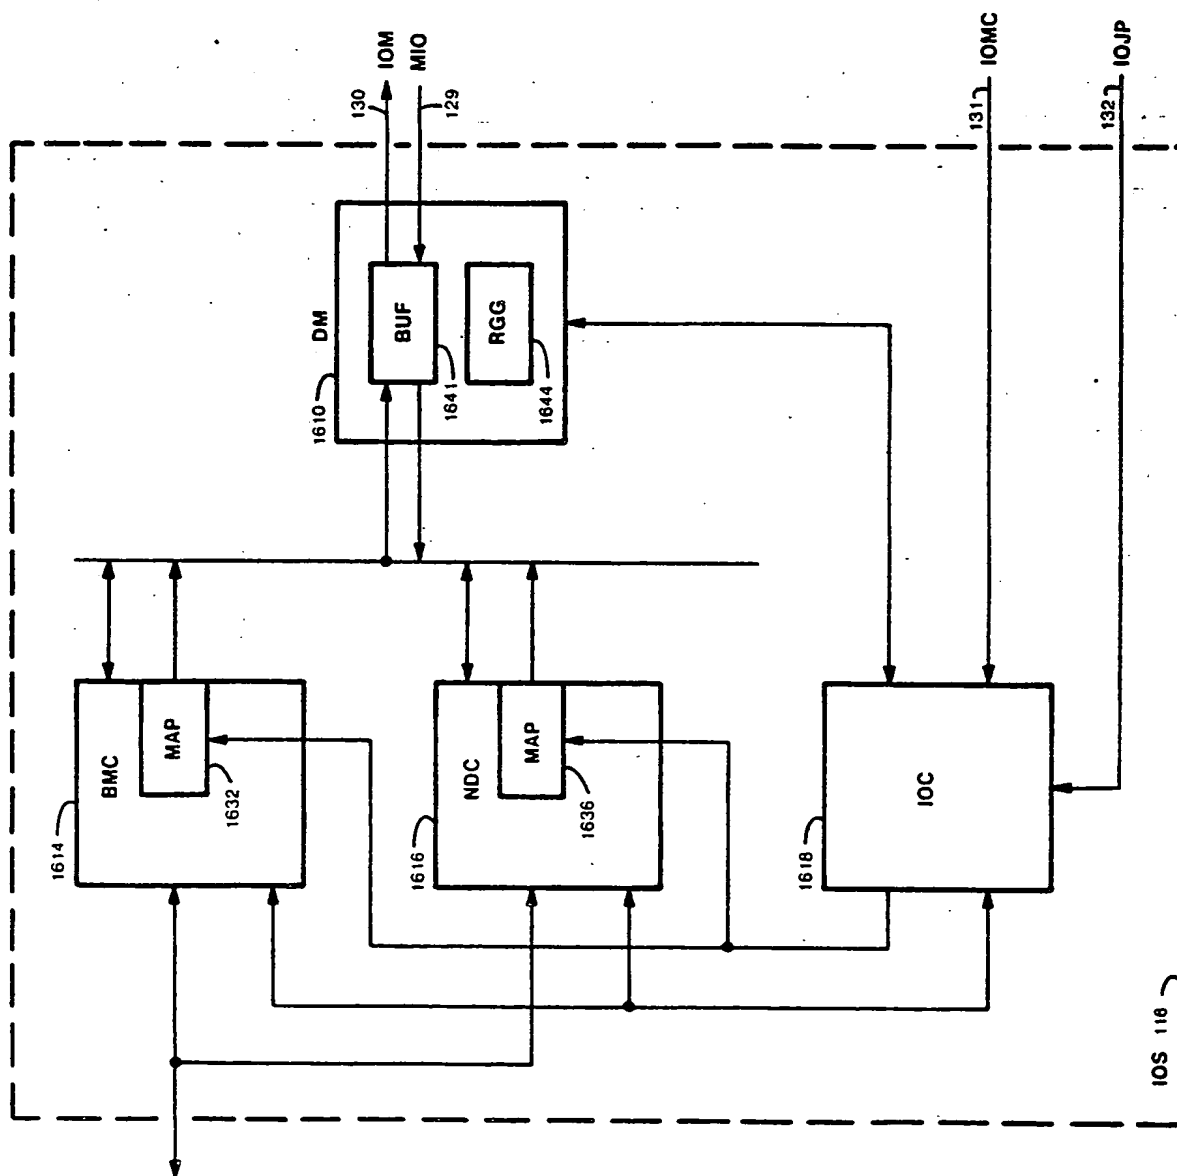 IOM
130
MIO
129
IOMC
131
IOJP
132
DM
1610
BUF
1641
RGG
1644
BMC
1614
MAP
1632
NDC
1616
MAP
1636
IOC
1618
IOS 116